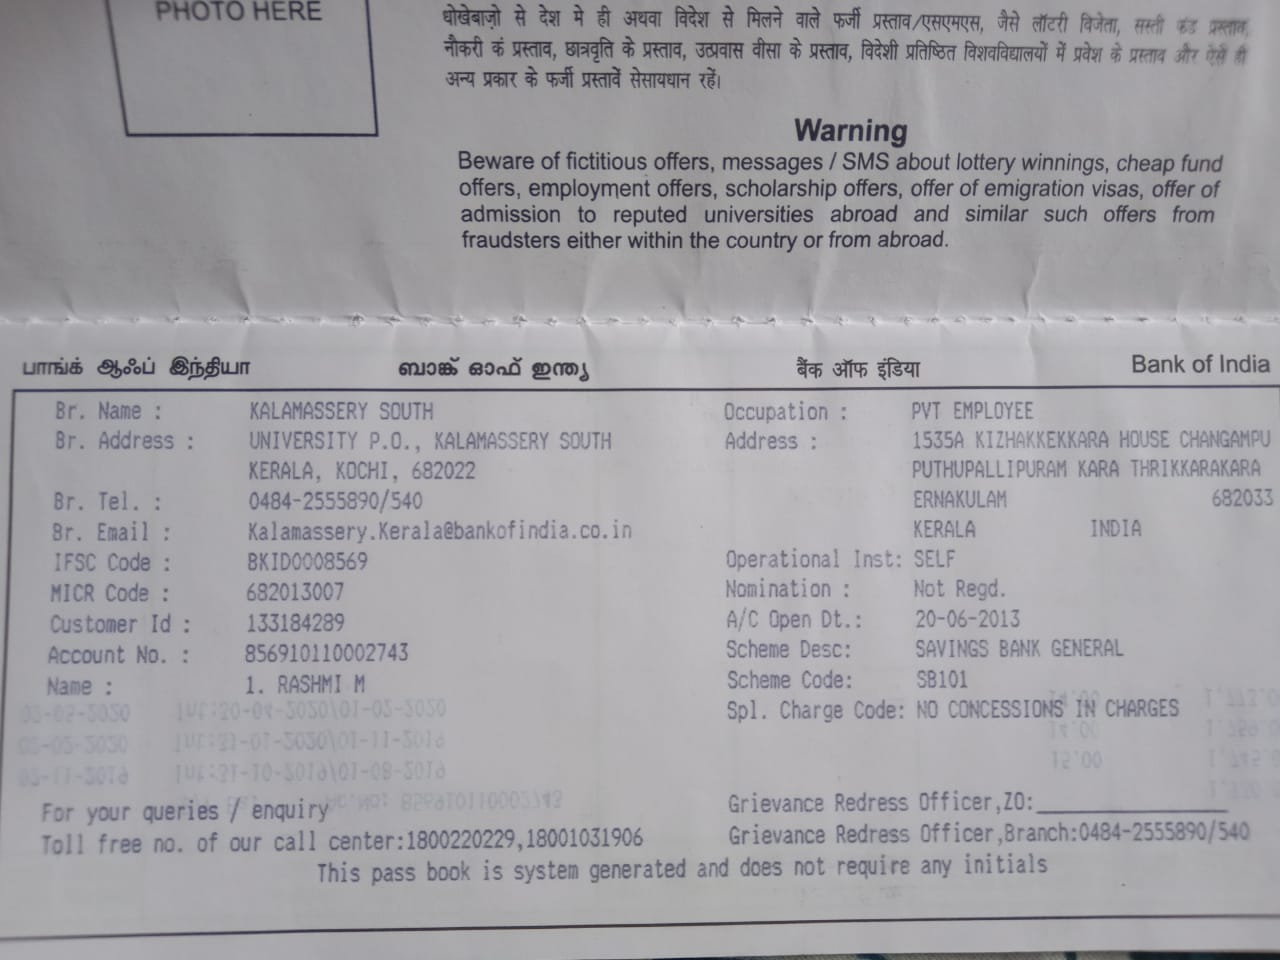 PHOTO HERE
धोखेबाज़ो से देश मे ही अथवा विदेश से मिलने वाले फर्जी प्रस्ताव/एसएमएस, जैसे लॉटरी विजेता, सस्ती फंड प्रस्ताव,
नौकरी कं प्रस्ताव, छात्रवृति के प्रस्ताव, उत्प्रवास वीसा के प्रस्ताव, विदेशी प्रतिष्ठित विशवविद्यालयों में प्रवेश के प्रस्ताव और ऐसे ही
अन्य प्रकार के फर्जी प्रस्तावें सेसायधान रहें।
Warning
Beware of fictitious offers, messages / SMS about lottery winnings, cheap fund
offers, employment offers, scholarship offers, offer of emigration visas, offer of
admission to reputed universities abroad and similar such offers from
fraudsters either within the country or from abroad.
பாங்க் ஆஃப் இந்தியா ബാങ്ക് ഓഫ് ഇന്ത്യ बैंक ऑफ इंडिया Bank of India
Br. Name : KALAMASSERY SOUTH
Br. Address : UNIVERSITY P.O., KALAMASSERY SOUTH
KERALA, KOCHI, 682022
Br. Tel. : 0484-2555890/540
Br. Email : Kalamassery.Kerala@bankofindia.co.in
IFSC Code : BKID0008569
MICR Code : 682013007
Customer Id : 133184289
Account No. : 856910110002743
Name : 1. RASHMI M
Occupation : PVT EMPLOYEE
Address : 1535A KIZHAKKEKKARA HOUSE CHANGAMPU
PUTHUPALLIPURAM KARA THRIKKARAKARA
ERNAKULAM 682033
KERALA INDIA
Operational Inst: SELF
Nomination : Not Regd.
A/C Open Dt.: 20-06-2013
Scheme Desc: SAVINGS BANK GENERAL
Scheme Code: SB101
Spl. Charge Code: NO CONCESSIONS IN CHARGES
For your queries / enquiry
Toll free no. of our call center:1800220229,18001031906
Grievance Redress Officer,ZO:
Grievance Redress Officer,Branch:0484-2555890/540
This pass book is system generated and does not require any initials